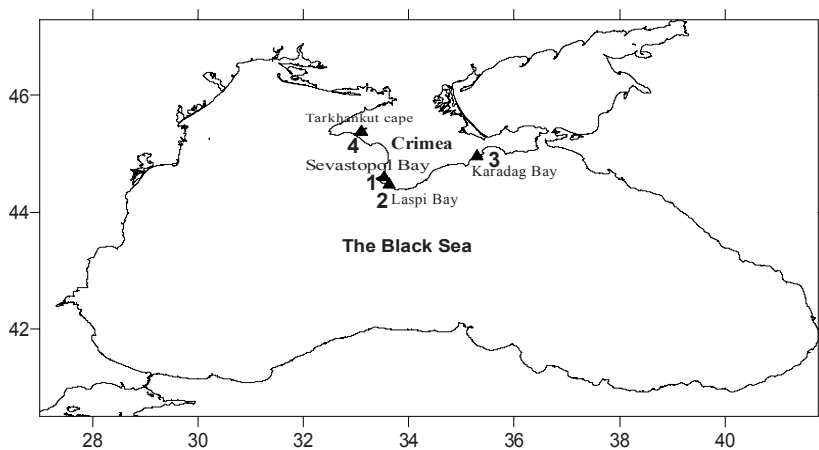 46
Tarkhankut cape
4
Crimea
Sevastopol Bay
3
Karadag Bay
1
2
Laspi Bay
44
The Black Sea
42
28
30
32
34
36
38
40